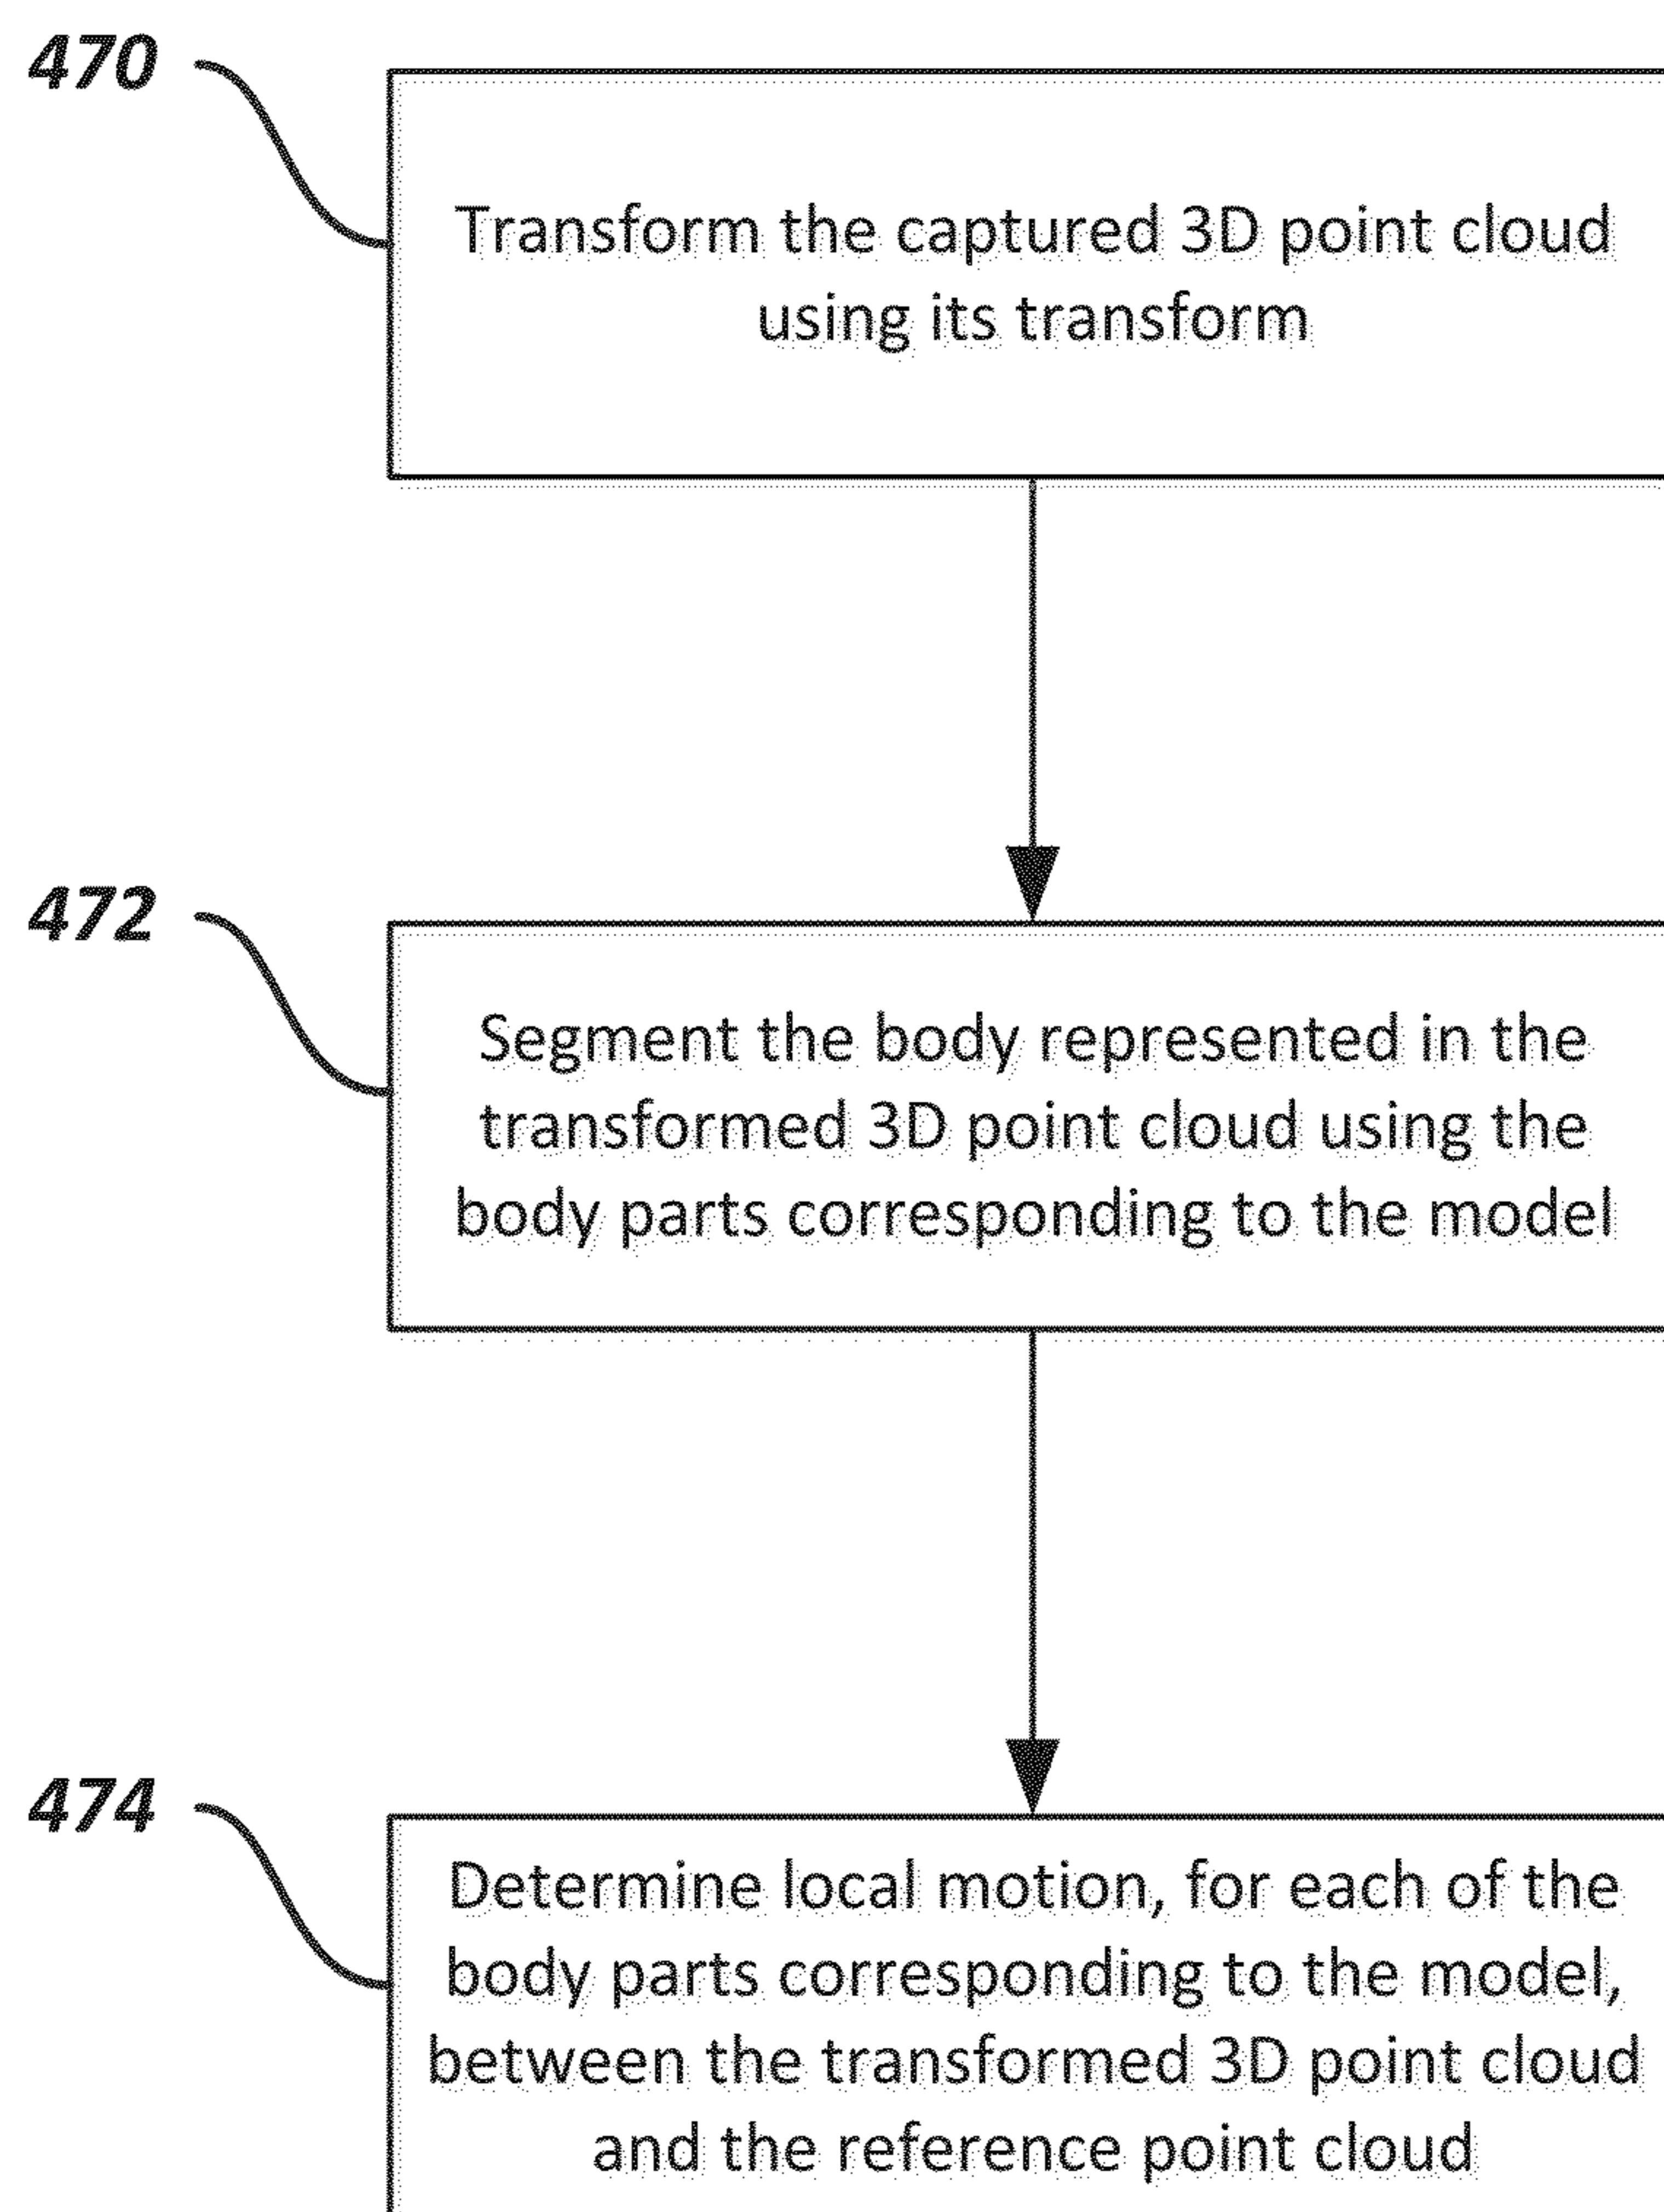 470
Transform the captured 3D point cloud
using its transform
472
Segment the body represented in the
transformed 3D point cloud using the
body parts corresponding to the model
474
Determine local motion, for each of the
body parts corresponding to the model,
between the transformed 3D point cloud
and the reference point cloud